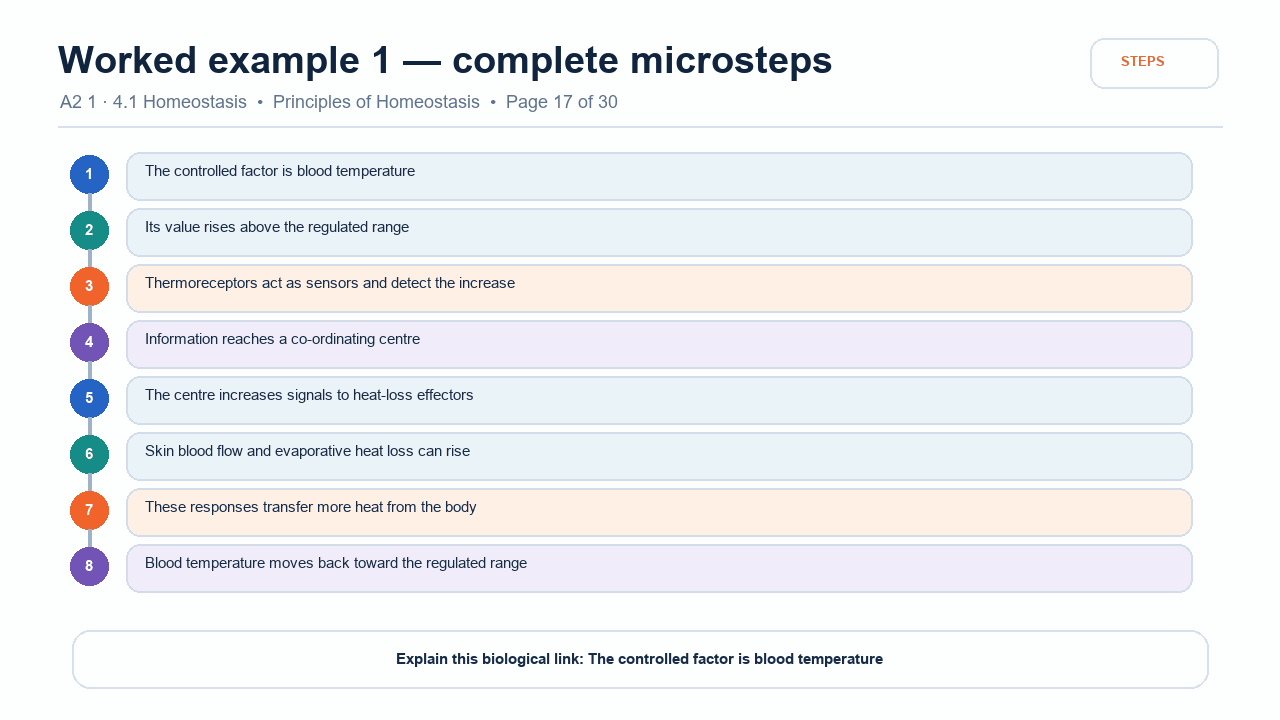 Worked example 1 — complete microsteps
STEPS
A2 1 · 4.1 Homeostasis • Principles of Homeostasis • Page 17 of 30
1 The controlled factor is blood temperature
2 Its value rises above the regulated range
3 Thermoreceptors act as sensors and detect the increase
4 Information reaches a co-ordinating centre
5 The centre increases signals to heat-loss effectors
6 Skin blood flow and evaporative heat loss can rise
7 These responses transfer more heat from the body
8 Blood temperature moves back toward the regulated range
Explain this biological link: The controlled factor is blood temperature